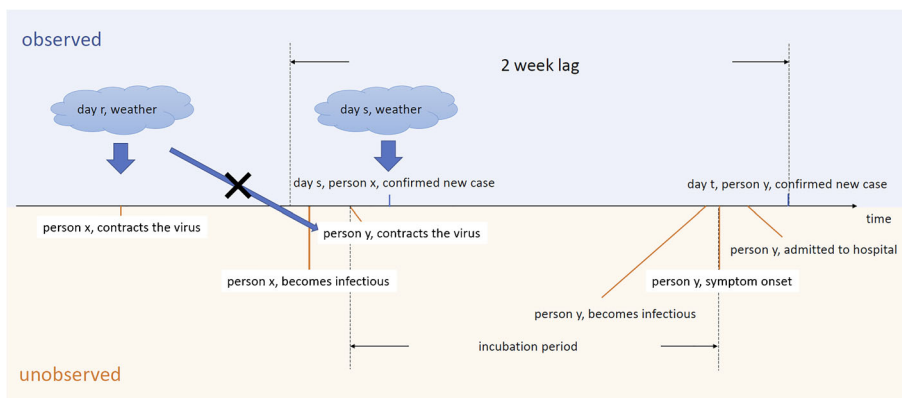 observed
2 week lag
day r, weather
day s, weather
day s, person x, confirmed new case
day t, person y, confirmed new case
time
person x, contracts the virus
person y, contracts the virus
person y, admitted to hospital
person x, becomes infectious
person y, symptom onset
person y, becomes infectious
incubation period
unobserved